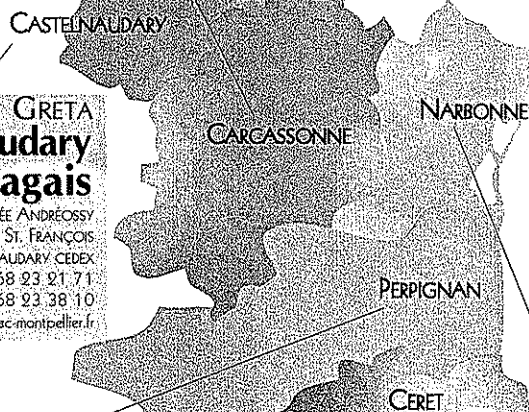 CASTELNAUDARY
GRETA
udary
agais
ÉE ANDRÉOSSY
ST. FRANÇOIS
AUDARY CEDEX
68 23 21 71
68 23 38 10
ac-montpellier.fr
CARCASSONNE
NARBONNE
PERPIGNAN
CERET